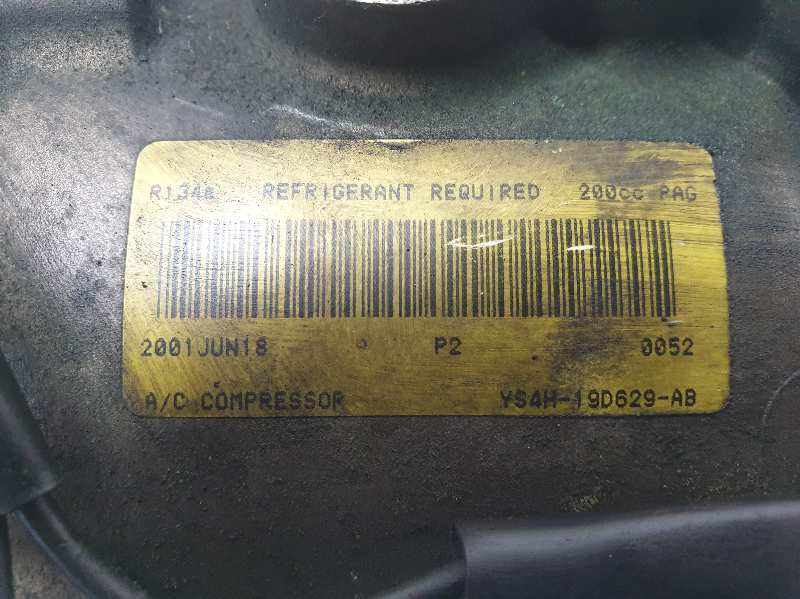 R134a REFRIGERANT REQUIRED 200cc PAG
2001JUN18 P2 0052
A/C COMPRESSOR YS4H-19D629-AB